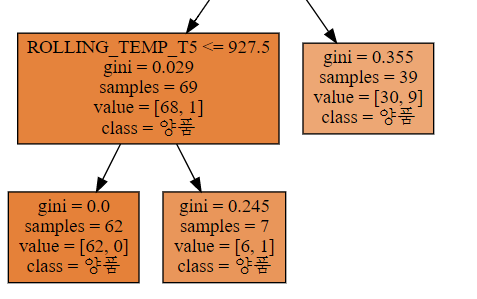 ROLLING_TEMP_T5 <= 927.5
gini = 0.029
samples = 69
value = [68, 1]
class = 양품
gini = 0.355
samples = 39
value = [30, 9]
class = 양품
gini = 0.0
samples = 62
value = [62, 0]
class = 양품
gini = 0.245
samples = 7
value = [6, 1]
class = 양품